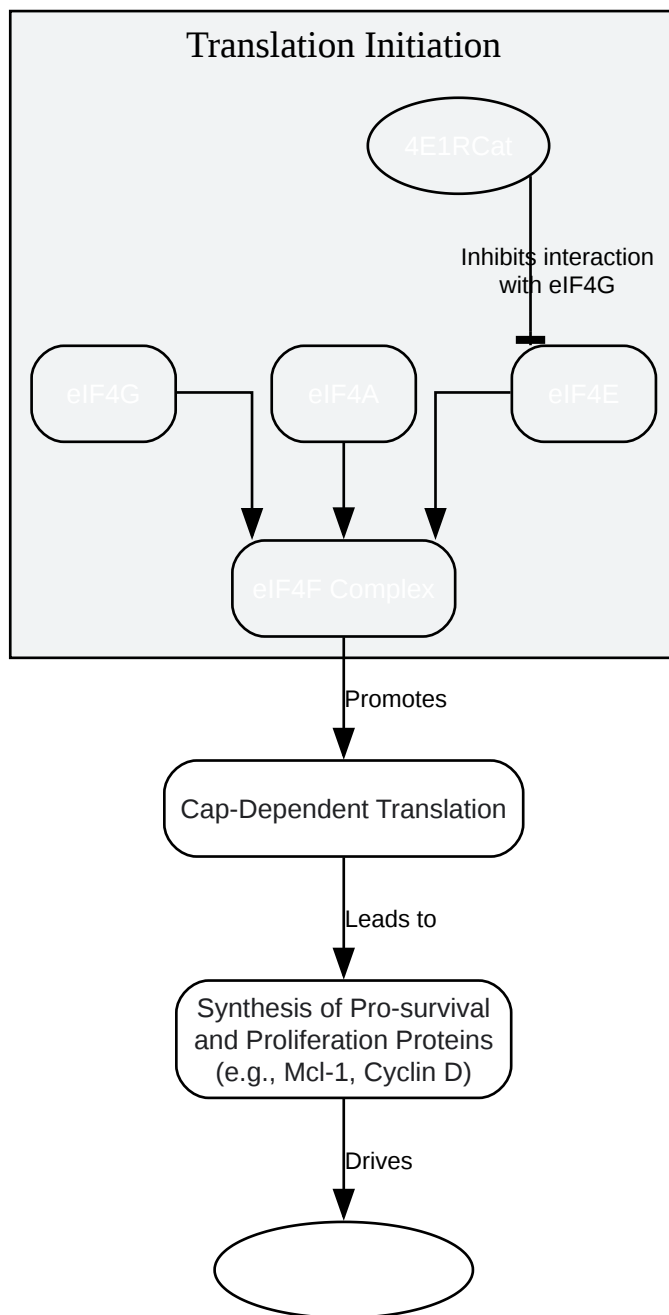 Translation Initiation
4E1RCat
Inhibits interaction
with eIF4G
eIF4G
eIF4A
eIF4E
eIF4F Complex
Promotes
Cap-Dependent Translation
Leads to
Synthesis of Pro-survival
and Proliferation Proteins
(e.g., Mcl-1, Cyclin D)
Drives